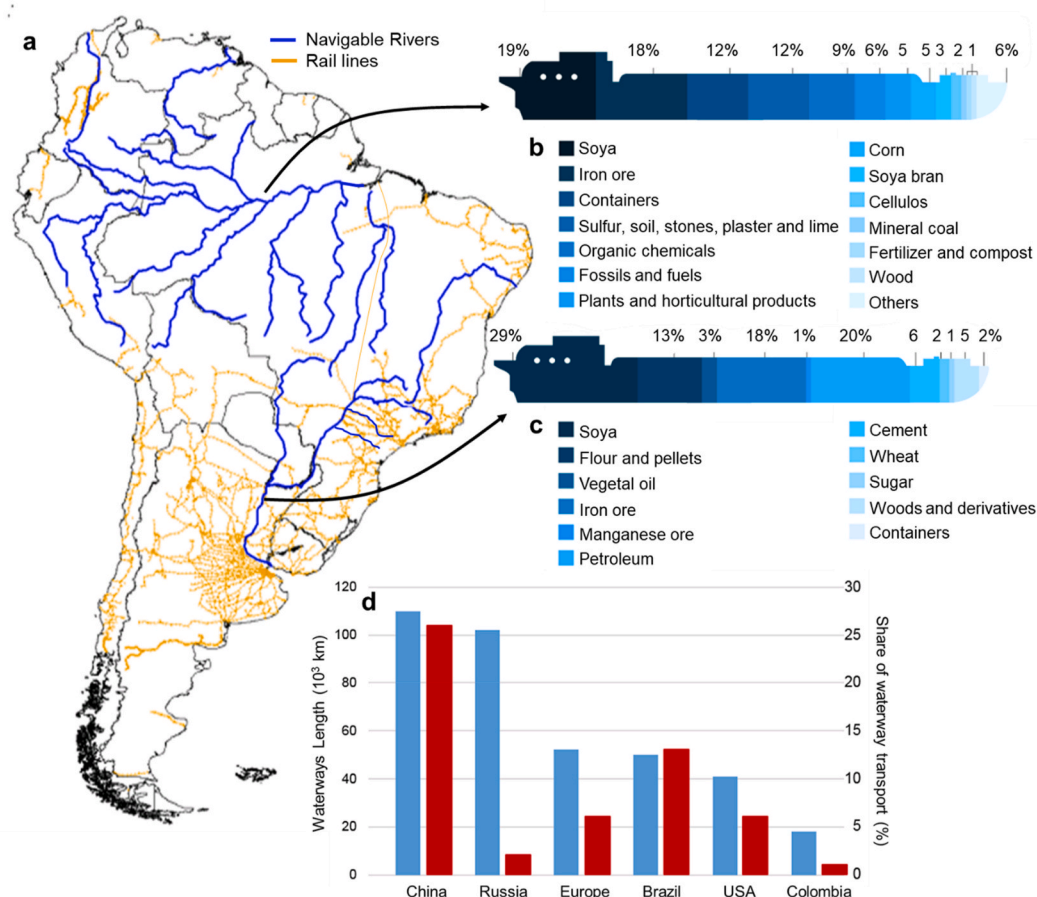 a
Navigable Rivers
Rail lines
19% 18% 12% 12% 9% 6% 5 5 3 2 1 6%
b
Soya
Iron ore
Containers
Sulfur, soil, stones, plaster and lime
Organic chemicals
Fossils and fuels
Plants and horticultural products
Corn
Soya bran
Cellulos
Mineral coal
Fertilizer and compost
Wood
Others
29% 13% 3% 18% 1% 20% 6 2 1 5 2%
c
Soya
Flour and pellets
Vegetal oil
Iron ore
Manganese ore
Petroleum
Cement
Wheat
Sugar
Woods and derivatives
Containers
d
Waterways Length (10³ km)
120
100
80
60
40
20
0
30
25
20
15
10
5
0
Share of waterway transport (%)
China Russia Europe Brazil USA Colombia